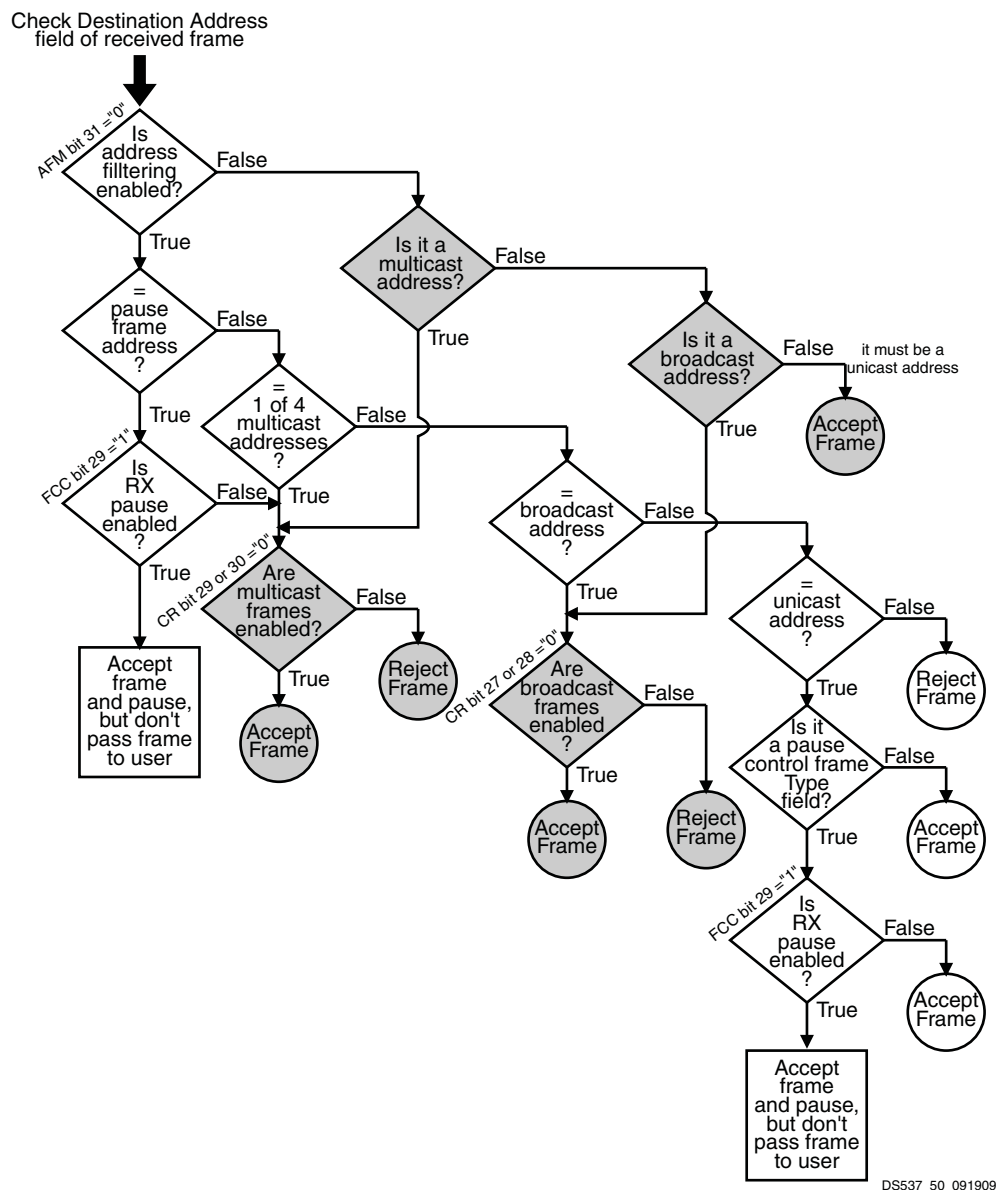 Check Destination Address
field of received frame
AFM bit 31 ="0"
Is
address
filltering
enabled?
False
True
Is it a
multicast
address?
False
True
=
pause
frame
address
?
False
True
Is it a
broadcast
address?
False
True
it must be a
unicast address
Accept
Frame
=
1 of 4
multicast
addresses
?
False
True
FCC bit 29 ="1"
Is
RX
pause
enabled
?
False
True
=
broadcast
address
?
False
True
CR bit 29 or 30 ="0"
Are
multicast
frames
enabled?
False
True
=
unicast
address
?
False
True
Accept
frame
and pause,
but don't
pass frame
to user
Reject
Frame
Accept
Frame
CR bit 27 or 28 ="0"
Are
broadcast
frames
enabled
?
False
True
Reject
Frame
Is it
a pause
control frame
Type
field?
False
True
Accept
Frame
Reject
Frame
Accept
Frame
FCC bit 29 ="1"
Is
RX
pause
enabled
?
False
True
Accept
Frame
Accept
frame
and pause,
but don't
pass frame
to user
DS537_50_091909